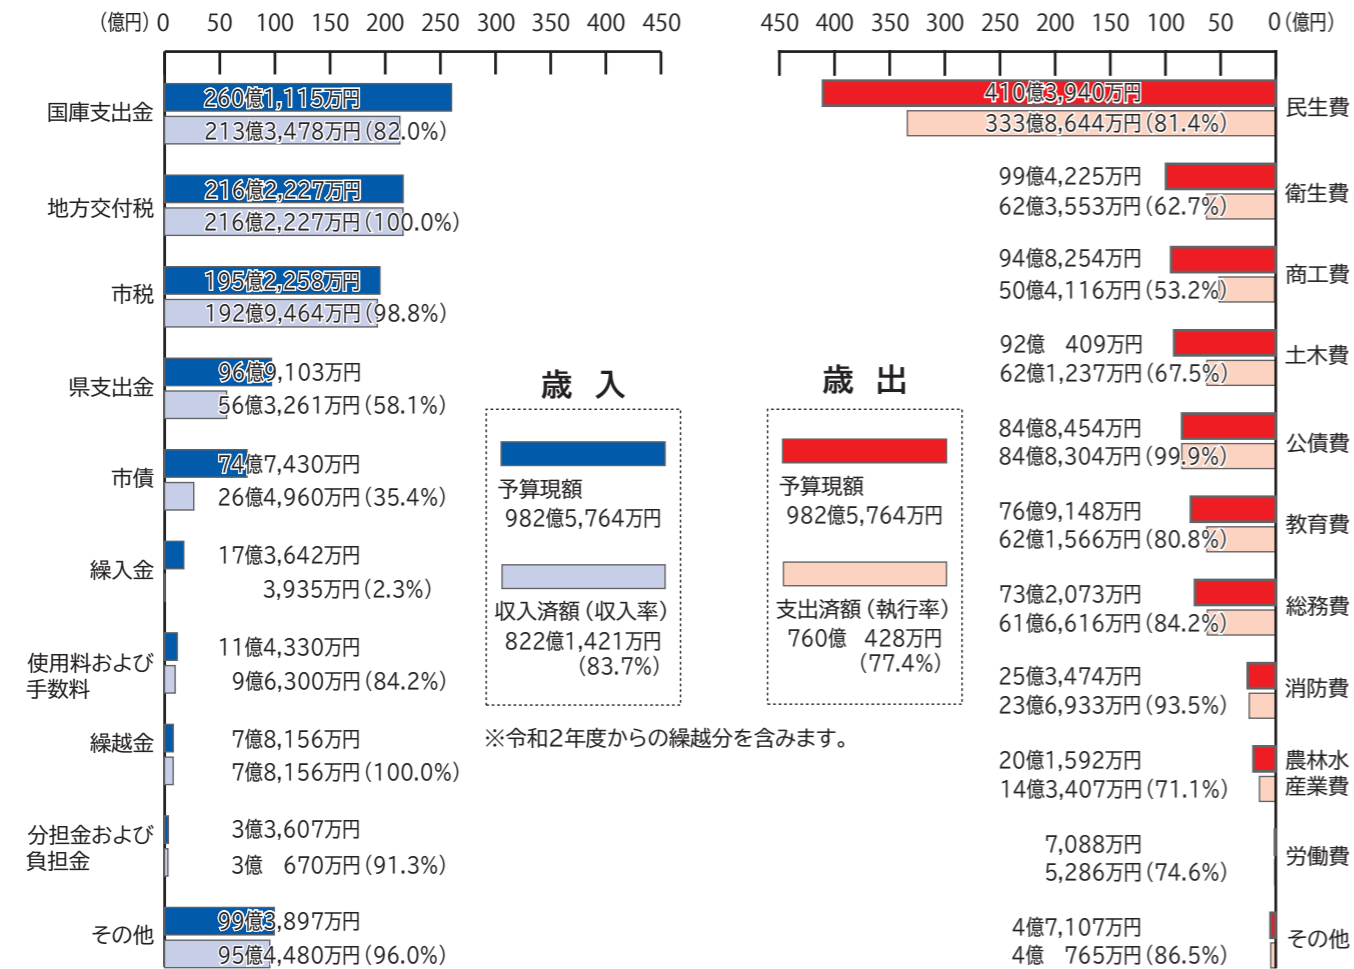 （億円） 0 50 100 150 200 250 300 350 400 450
国庫支出金
260億1,115万円
213億3,478万円（82.0%）
地方交付税
216億2,227万円
216億2,227万円（100.0%）
市税
195億2,258万円
192億9,464万円（98.8%）
県支出金
96億9,103万円
56億3,261万円（58.1%）
市債
74億7,430万円
26億4,960万円（35.4%）
繰入金
17億3,642万円
3,935万円（2.3%）
使用料および
手数料
11億4,330万円
9億6,300万円（84.2%）
繰越金
7億8,156万円
7億8,156万円（100.0%）
分担金および
負担金
3億3,607万円
3億　670万円（91.3%）
その他
99億3,897万円
95億4,480万円（96.0%）
歳 入
予算現額
982億5,764万円
収入済額（収入率）
822億1,421万円
（83.7%）
歳 出
予算現額
982億5,764万円
支出済額（執行率）
760億　428万円
（77.4%）
※令和2年度からの繰越分を含みます。
450 400 350 300 250 200 150 100 50 0（億円）
410億3,940万円
333億8,644万円（81.4%）
民生費
99億4,225万円
62億3,553万円（62.7%）
衛生費
94億8,254万円
50億4,116万円（53.2%）
商工費
92億　409万円
62億1,237万円（67.5%）
土木費
84億8,454万円
84億8,304万円（99.9%）
公債費
76億9,148万円
62億1,566万円（80.8%）
教育費
73億2,073万円
61億6,616万円（84.2%）
総務費
25億3,474万円
23億6,933万円（93.5%）
消防費
20億1,592万円
14億3,407万円（71.1%）
農林水
産業費
7,088万円
5,286万円（74.6%）
労働費
4億7,107万円
4億　765万円（86.5%）
その他